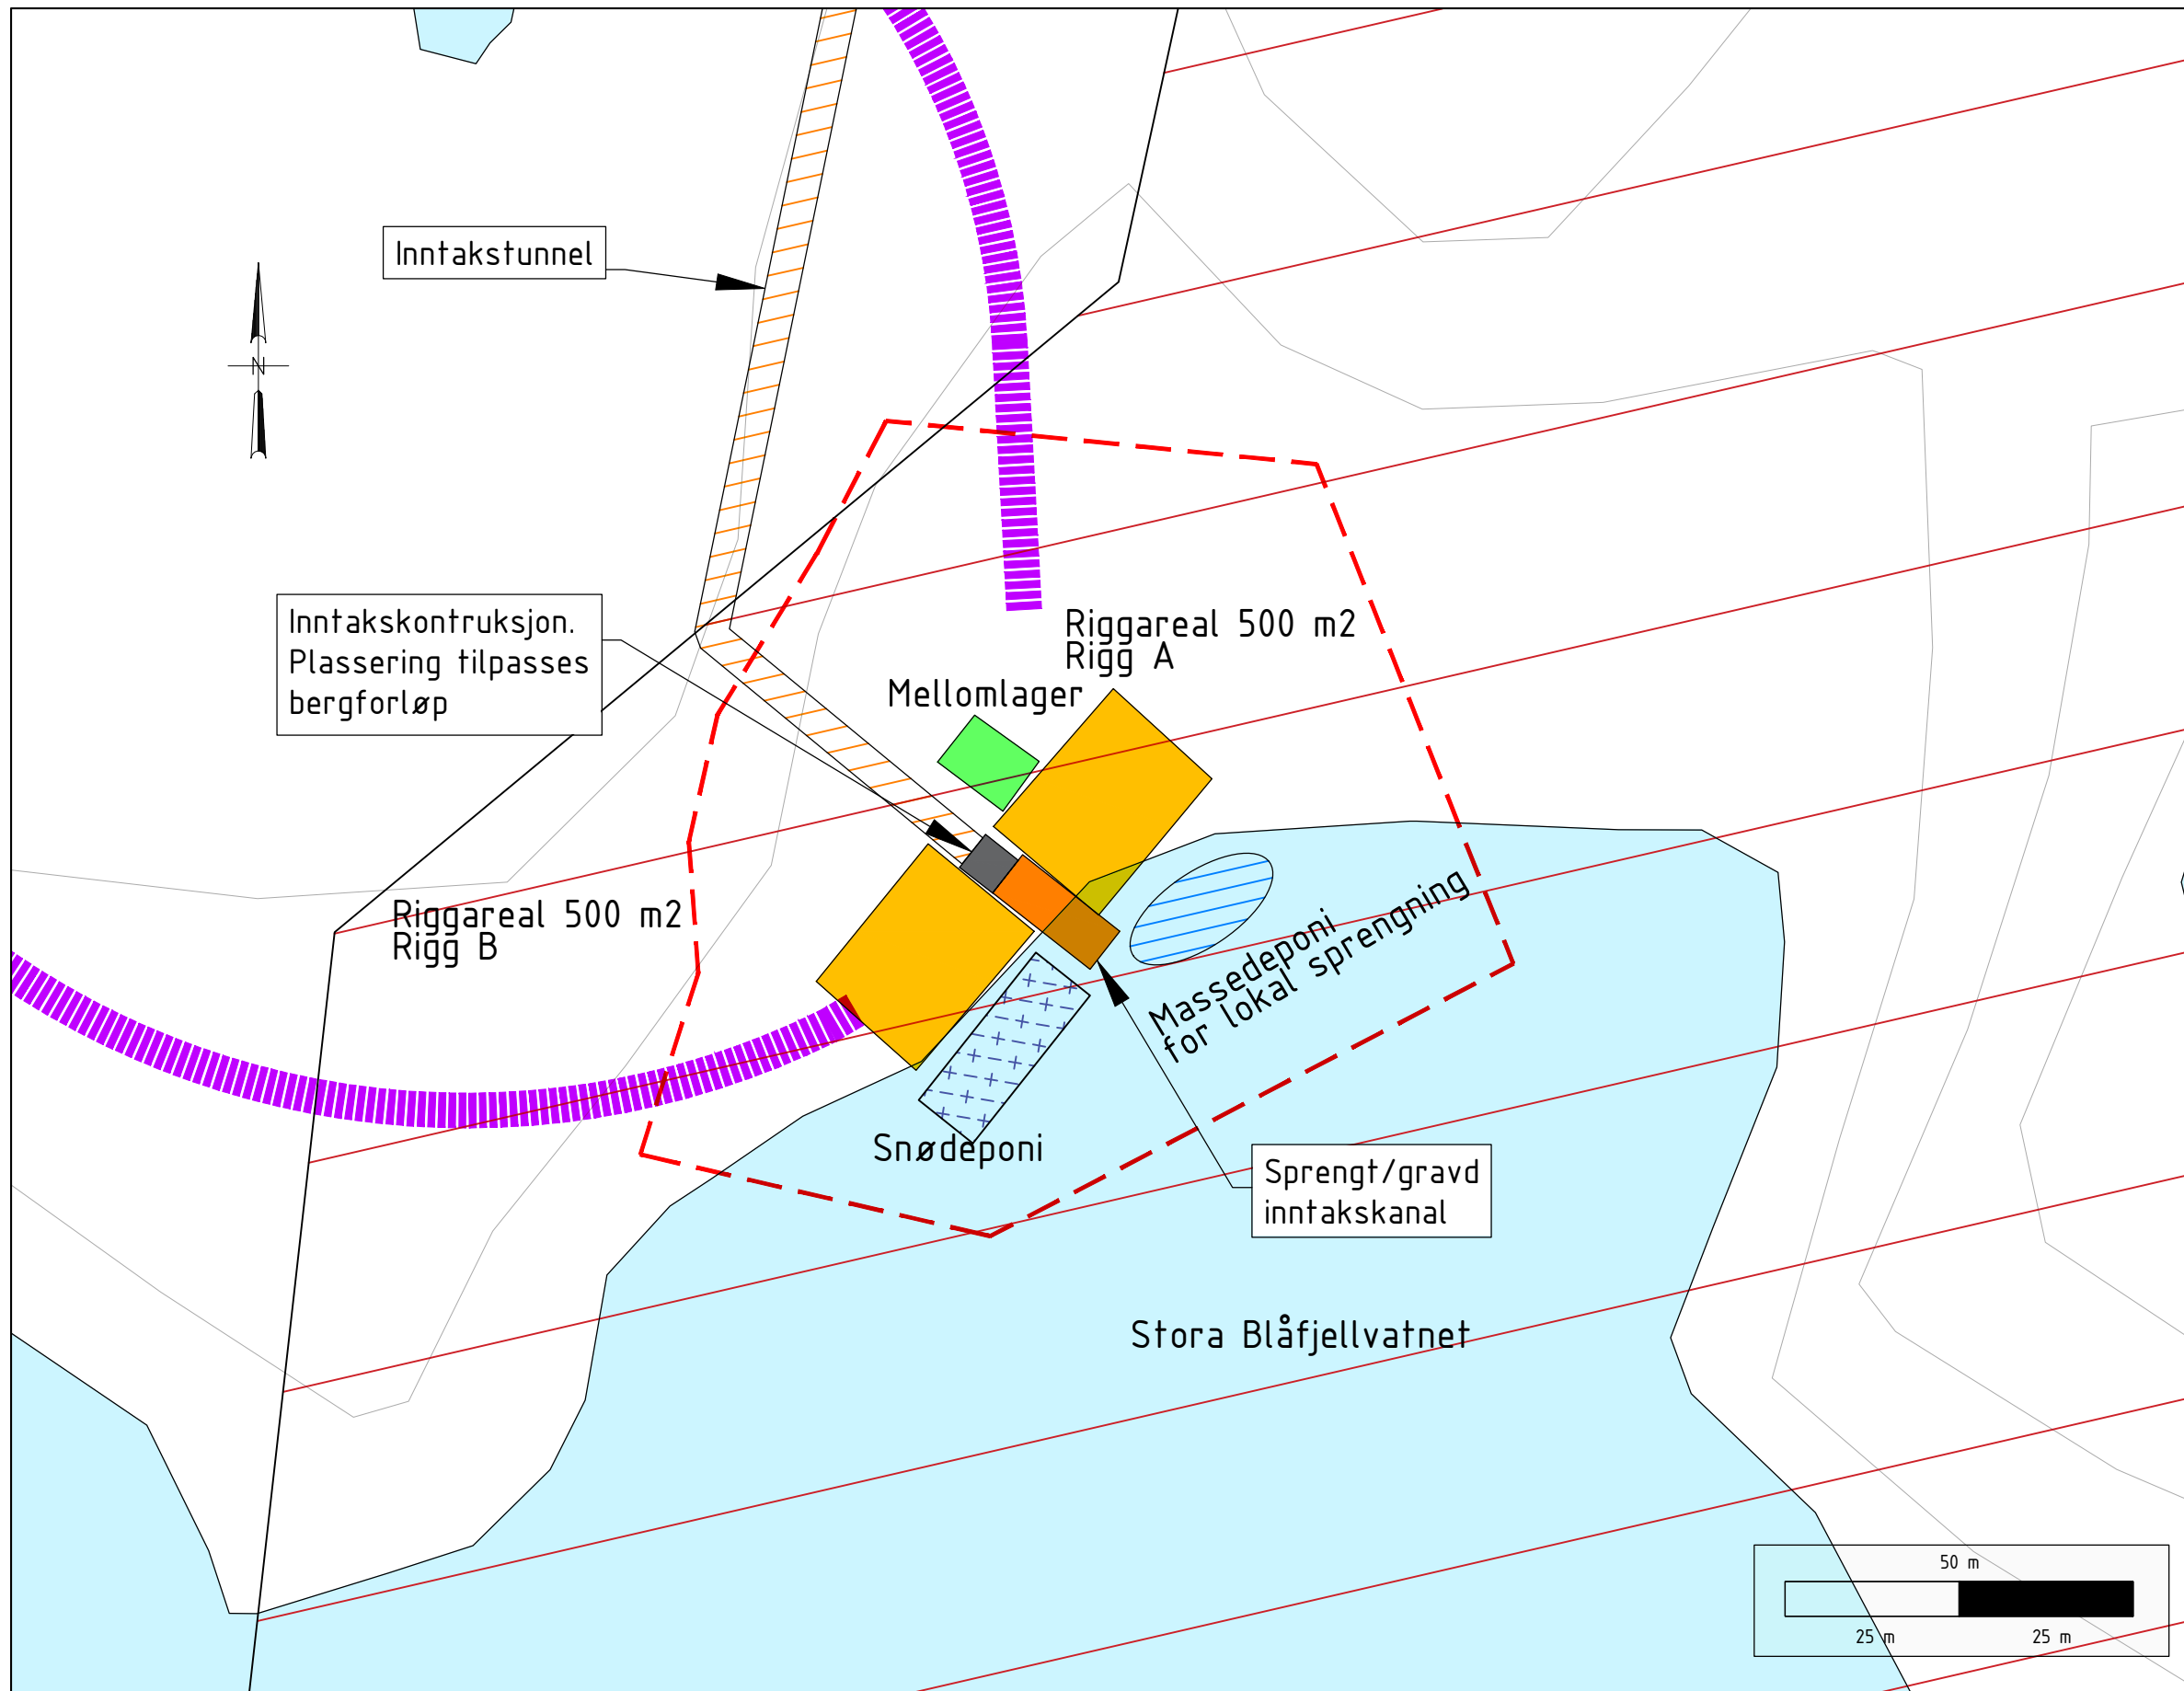 Inntakstunnel
N
Inntakskontruksjon.
Plassering tilpasses
bergforløp
Riggareal 500 m2
Rigg A
Mellomlager
Riggareal 500 m2
Rigg B
Massedeponi
for lokal sprengning
Snødeponi
Sprengt/gravd
inntakskanal
Stora Blåfjellvatnet
50 m
25 m
25 m